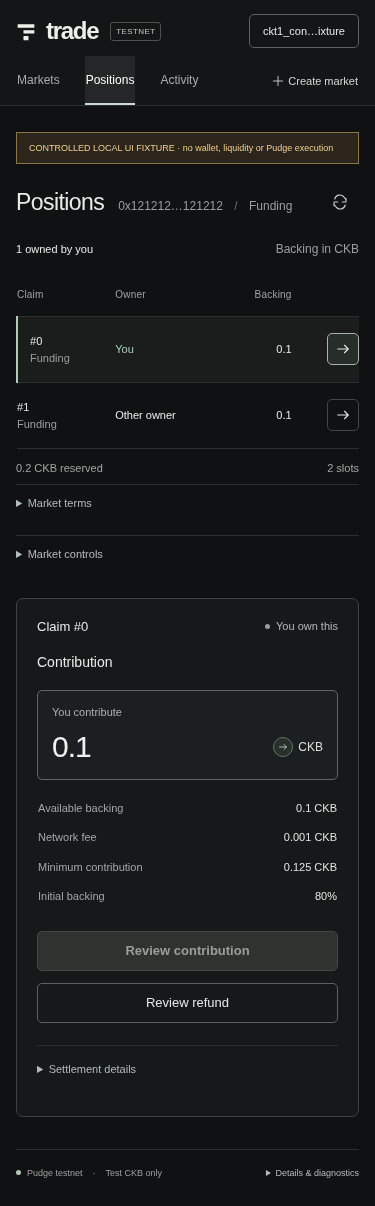 trade TESTNET ckt1_con…ixture
Markets Positions Activity Create market
CONTROLLED LOCAL UI FIXTURE · no wallet, liquidity or Pudge execution
Positions 0x121212…121212 / Funding
1 owned by you Backing in CKB
Claim Owner Backing
#0
Funding You 0.1
#1
Funding Other owner 0.1
0.2 CKB reserved 2 slots
Market terms
Market controls
Claim #0 You own this
Contribution
You contribute
0.1 CKB
Available backing 0.1 CKB
Network fee 0.001 CKB
Minimum contribution 0.125 CKB
Initial backing 80%
Review contribution
Review refund
Settlement details
Pudge testnet · Test CKB only Details & diagnostics